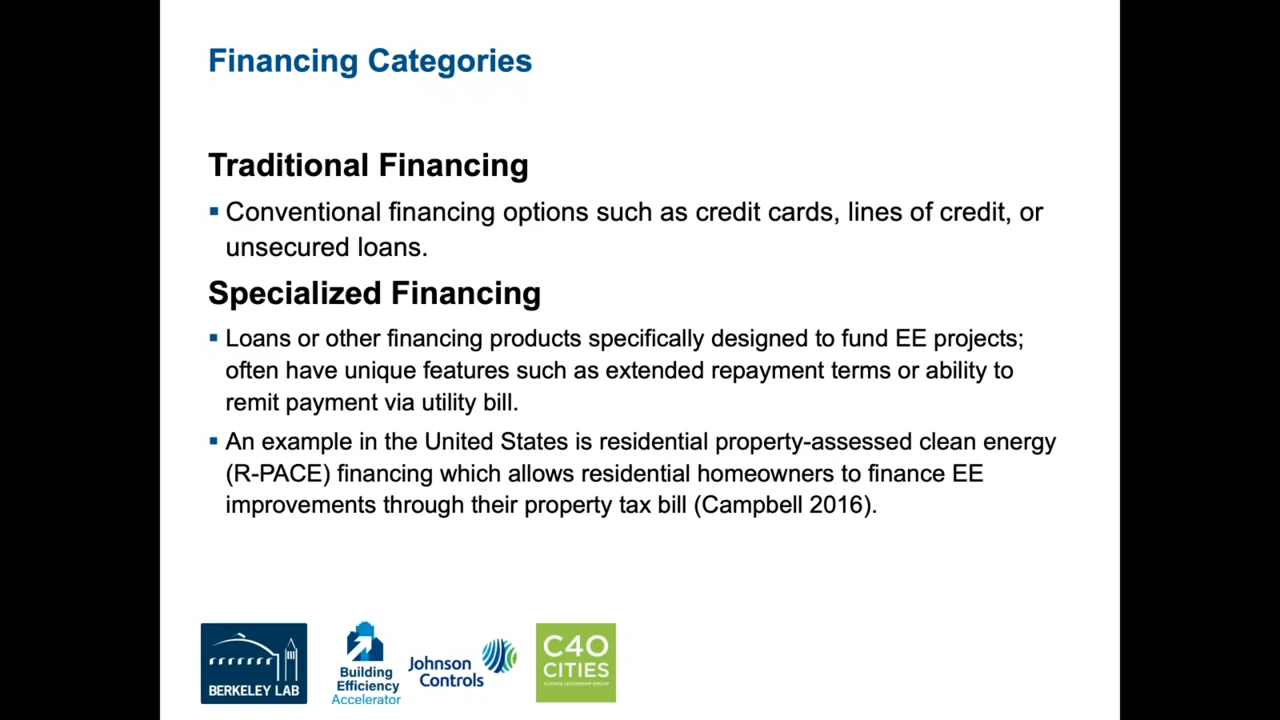 Financing Categories
Traditional Financing
▪ Conventional financing options such as credit cards, lines of credit, or
unsecured loans.
Specialized Financing
▪ Loans or other financing products specifically designed to fund EE projects;
often have unique features such as extended repayment terms or ability to
remit payment via utility bill.
▪ An example in the United States is residential property-assessed clean energy
(R-PACE) financing which allows residential homeowners to finance EE
improvements through their property tax bill (Campbell 2016).
BERKELEY LAB
Building
Efficiency
Accelerator
Johnson
Controls
C40
CITIES
CLIMATE LEADERSHIP GROUP